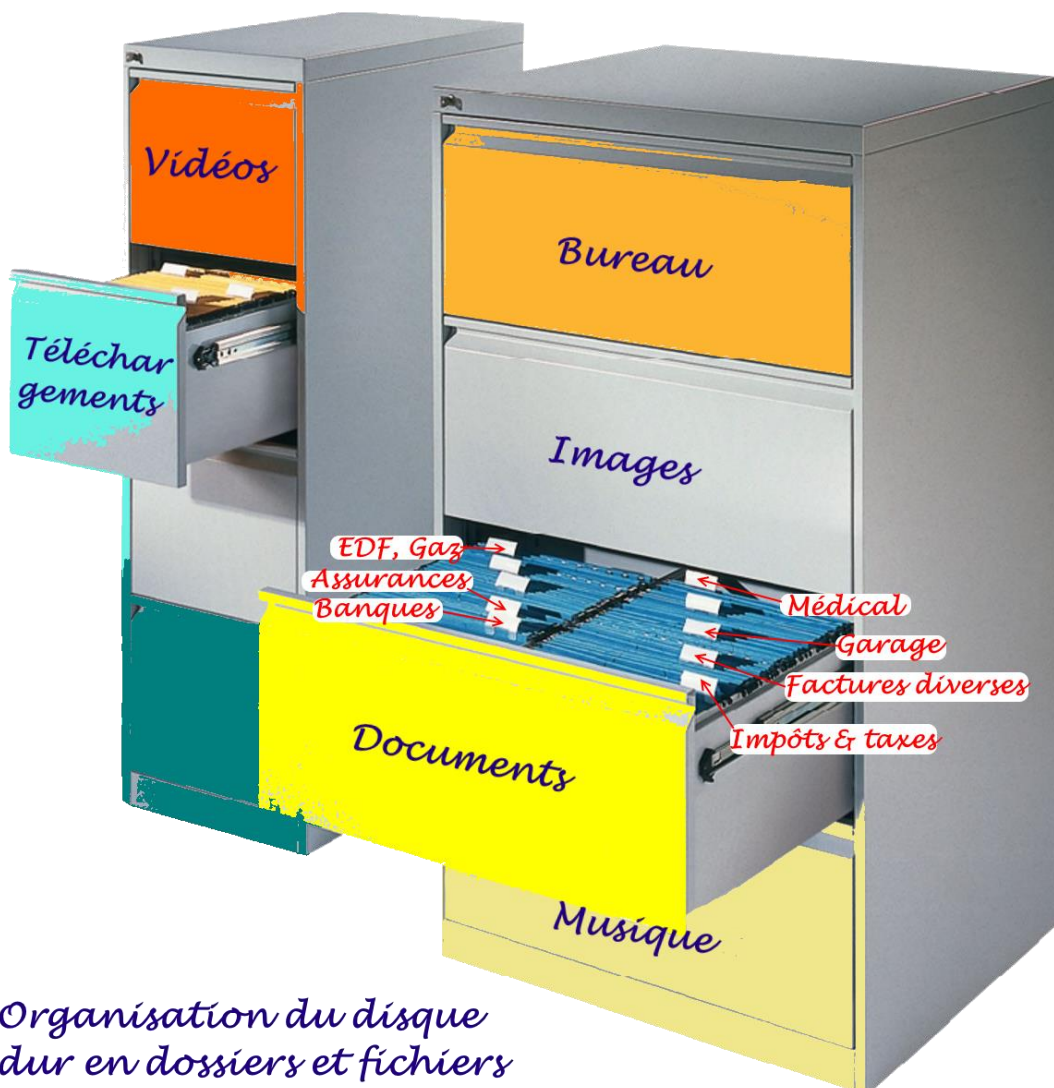 Vidéos
Bureau
Téléchar
gements
Images
EDF, Gaz
Assurances
Banques
Médical
Garage
Factures diverses
Impôts & taxes
Documents
Musique
Organisation du disque
dur en dossiers et fichiers